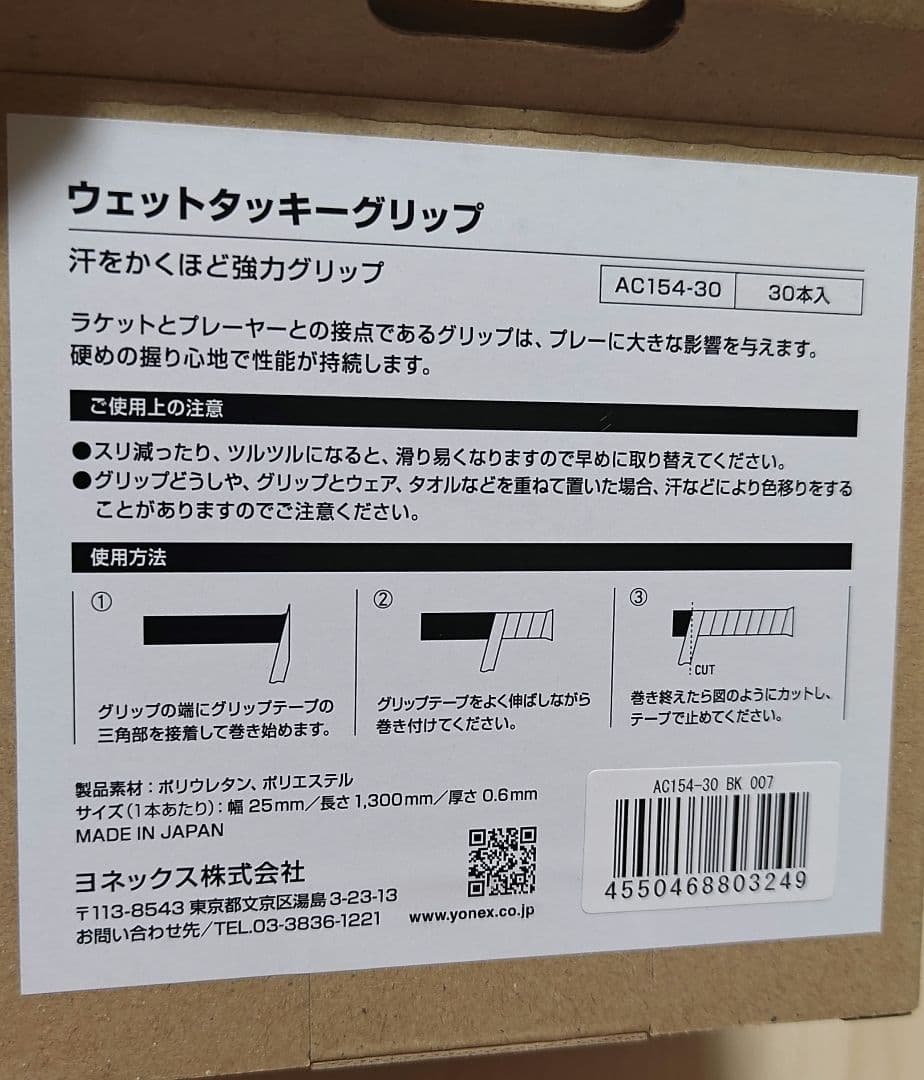 ウェットタッキーグリップ
汗をかくほど強力グリップ
AC154-30 30本入
ラケットとプレーヤーとの接点であるグリップは、プレーに大きな影響を与えます。
硬めの握り心地で性能が持続します。
ご使用上の注意
●スリ減ったり、ツルツルになると、滑り易くなりますので早めに取り替えてください。
●グリップどうしや、グリップとウェア、タオルなどを重ねて置いた場合、汗などにより色移りをする
ことがありますのでご注意ください。
使用方法
①
グリップの端にグリップテープの
三角部を接着して巻き始めます。
②
グリップテープをよく伸ばしながら
巻き付けてください。
③
CUT
巻き終えたら図のようにカットし、
テープで止めてください。
製品素材：ポリウレタン、ポリエステル
サイズ（1本あたり）：幅 25mm／長さ 1,300mm／厚さ 0.6mm
MADE IN JAPAN
ヨネックス株式会社
〒113-8543 東京都文京区湯島 3-23-13
お問い合わせ先／TEL.03-3836-1221
www.yonex.co.jp
AC154-30 BK 007
4550468803249